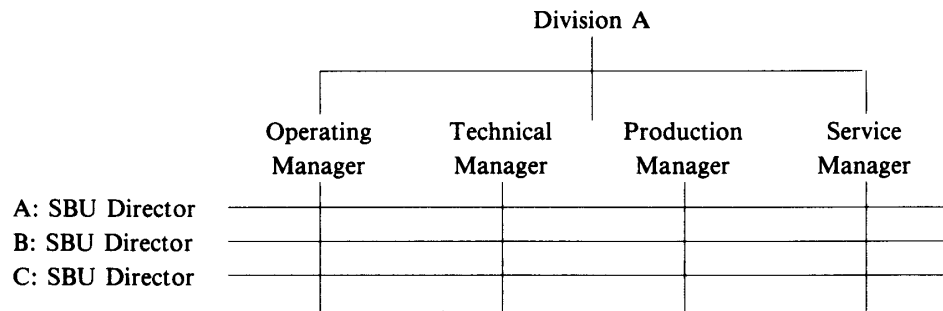 Division A
Operating Technical Production Service
Manager Manager Manager Manager
A: SBU Director
B: SBU Director
C: SBU Director